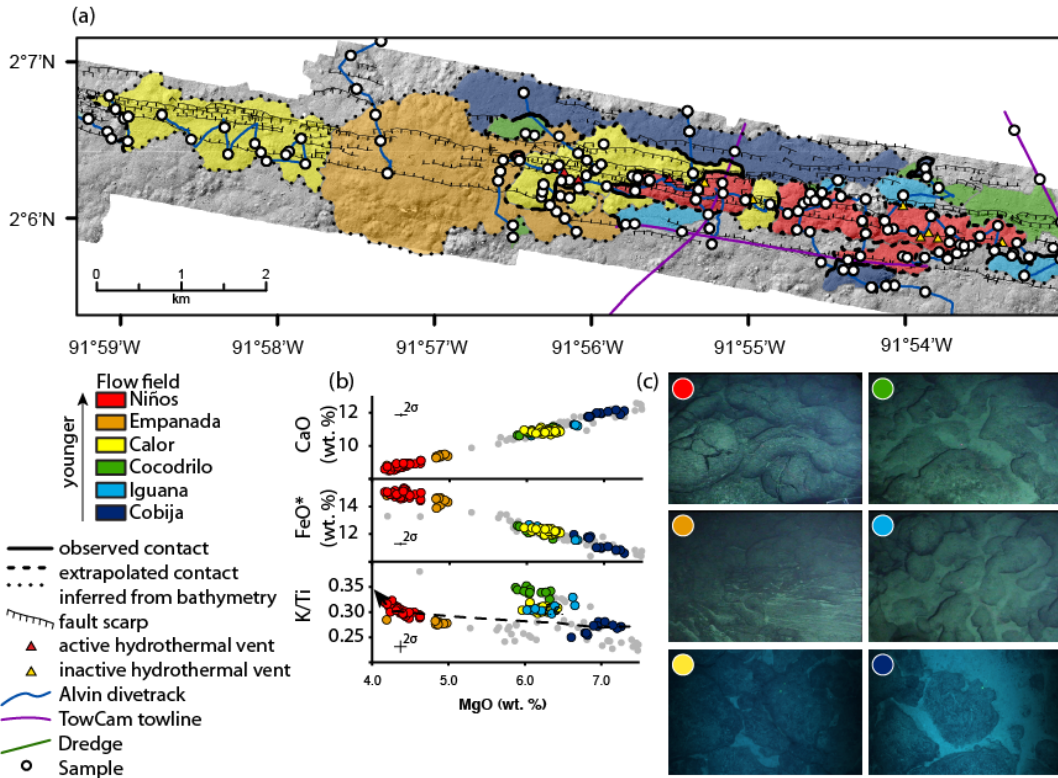 (a)
2°7'N
2°6'N
0 1 2
km
91°59'W 91°58'W 91°57'W 91°56'W 91°55'W 91°54'W
Flow field
younger
Niños
Empanada
Calor
Cocodrilo
Iguana
Cobija
observed contact
extrapolated contact
inferred from bathymetry
fault scarp
active hydrothermal vent
inactive hydrothermal vent
Alvin divetrack
TowCam towline
Dredge
Sample
(b)
CaO
(wt. %)
12
10
2σ
FeO*
(wt. %)
14
12
2σ
K/Ti
0.35
0.30
0.25
2σ
4.0 5.0 6.0 7.0
MgO (wt. %)
(c)